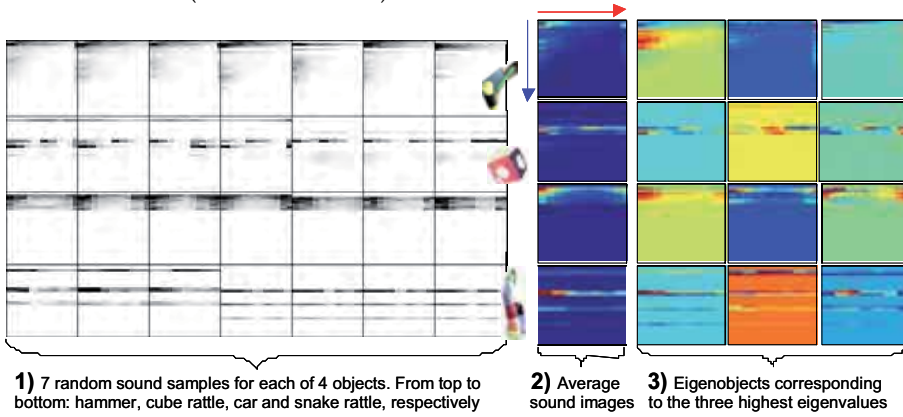 1) 7 random sound samples for each of 4 objects. From top to
bottom: hammer, cube rattle, car and snake rattle, respectively
2) Average
sound images
3) Eigenobjects corresponding
to the three highest eigenvalues